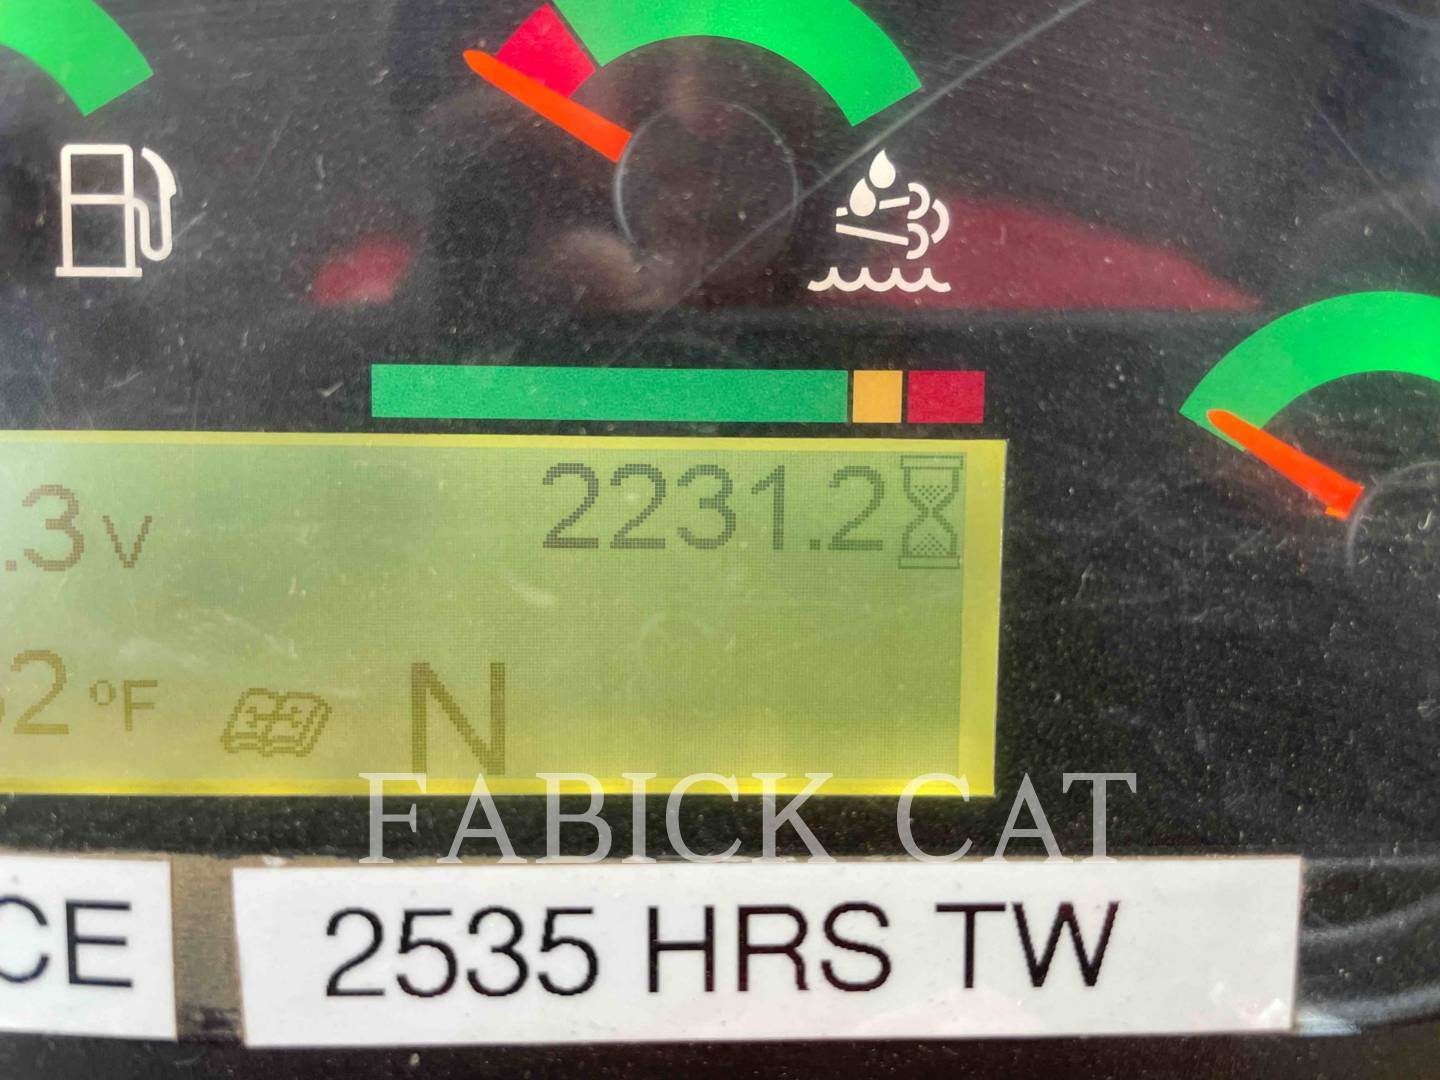 .3V 2231.2
2 °F N
FABICK CAT
CE 2535 HRS TW